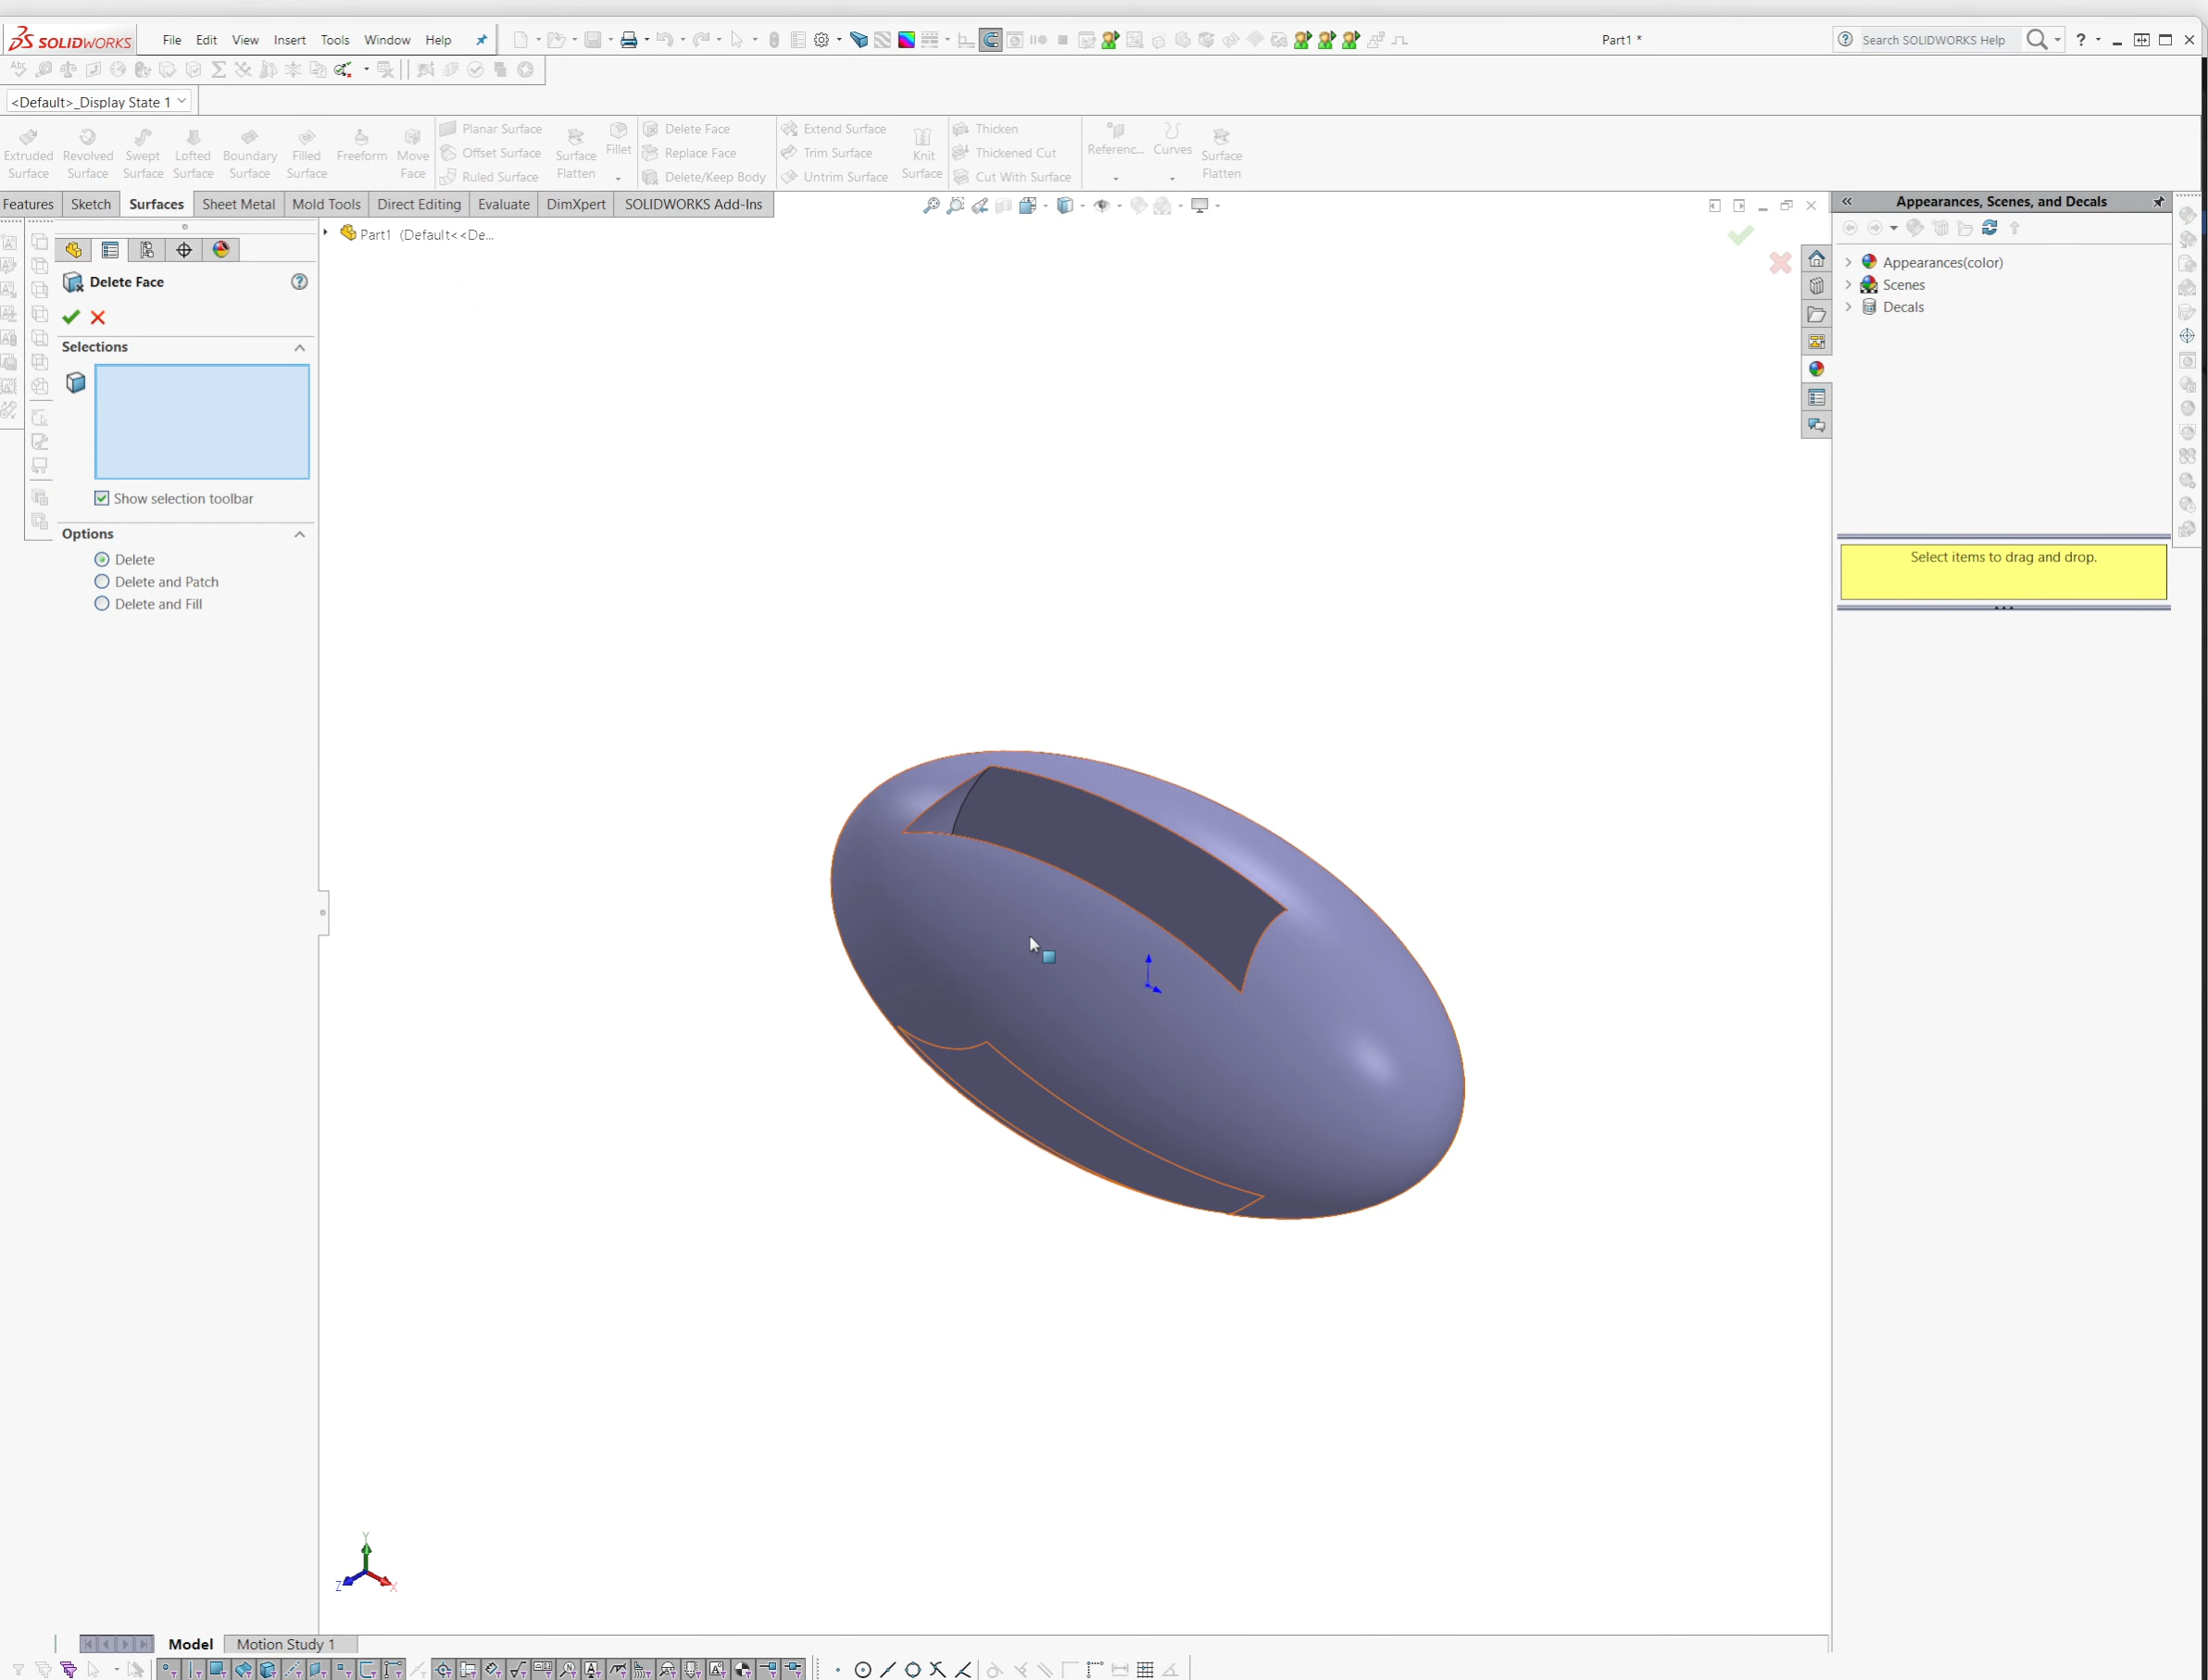 SOLIDWORKS File Edit View Insert Tools Window Help Part1 * Search SOLIDWORKS Help ?
<Default>_Display State 1
Extruded Surface
Revolved Surface
Swept Surface
Lofted Surface
Boundary Surface
Filled Surface
Freeform
Move Face
Planar Surface
Offset Surface
Ruled Surface
Surface Flatten
Fillet
Delete Face
Replace Face
Delete/Keep Body
Extend Surface
Trim Surface
Untrim Surface
Knit Surface
Thicken
Thickened Cut
Cut With Surface
Referenc...
Curves
Surface Flatten
Features Sketch Surfaces Sheet Metal Mold Tools Direct Editing Evaluate DimXpert SOLIDWORKS Add-Ins
Part1 (Default<<De...
Delete Face
Selections
Show selection toolbar
Options
Delete
Delete and Patch
Delete and Fill
Appearances, Scenes, and Decals
Appearances(color)
Scenes
Decals
Select items to drag and drop.
Y
Z
X
Model Motion Study 1